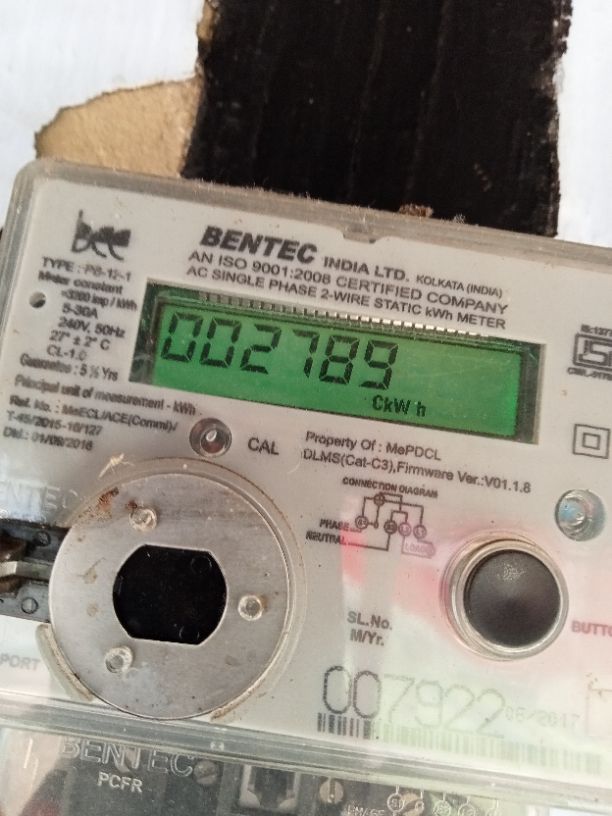 BENTEC INDIA LTD. KOLKATA (INDIA)
AN ISO 9001:2008 CERTIFIED COMPANY
AC SINGLE PHASE 2-WIRE STATIC kWh METER
TYPE : PB-12-1
Meter constant
=3200 imp / kWh
5-30A
240V, 50Hz
27° ± 2° C
CL-1.0
Guarantee : 5 ½ Yrs
Principal unit of measurement - kWh
Ref. No. : MeECL/ACE(Comml)/
T-45/2015-16/127
Dtd.: 01/06/2016
002789
CkW h
CAL
Property Of : MePDCL
DLMS(Cat-C3),Firmware Ver.:V01.1.8
CONNECTION DIAGRAM
PHASE
NEUTRAL
LOAD
SL.No.
M/Yr.
007922
06/2017
BENTEC
PCFR